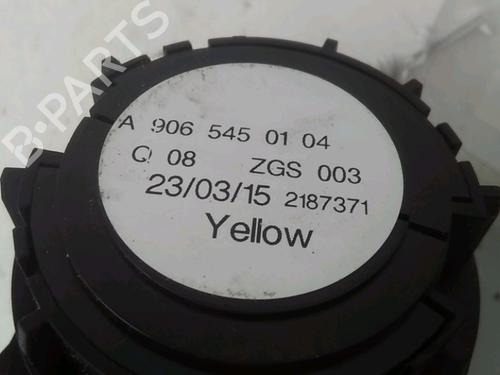 B-PARTS
A 906 545 01 04
Q 08 ZGS 003
23/03/15 2187371
Yellow